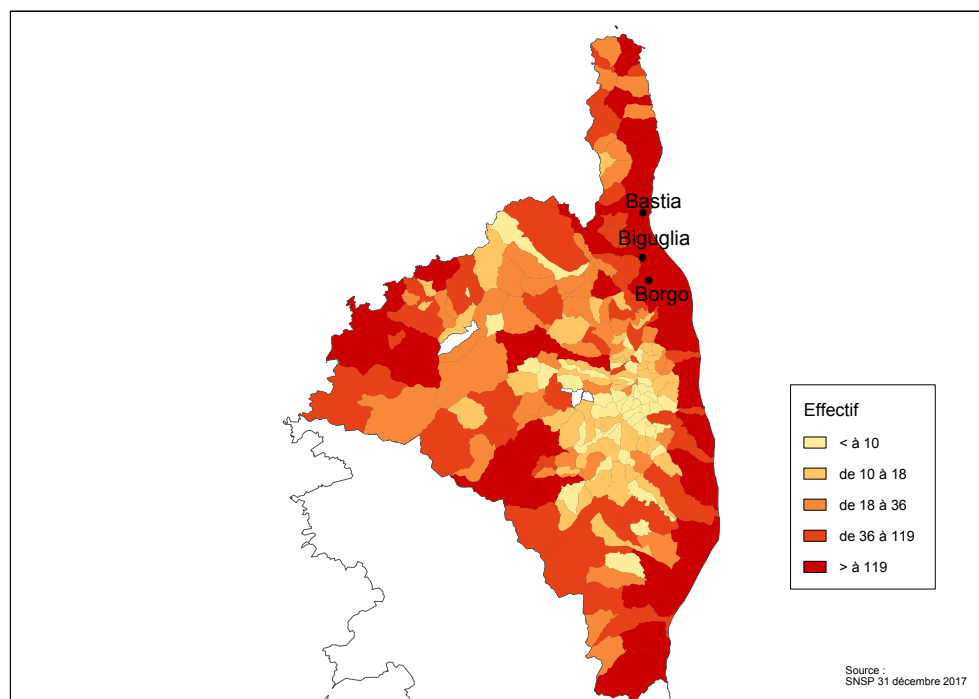 Bastia
Biguglia
Borgo
Effectif
< à 10
de 10 à 18
de 18 à 36
de 36 à 119
> à 119
Source :
SNSP 31 décembre 2017